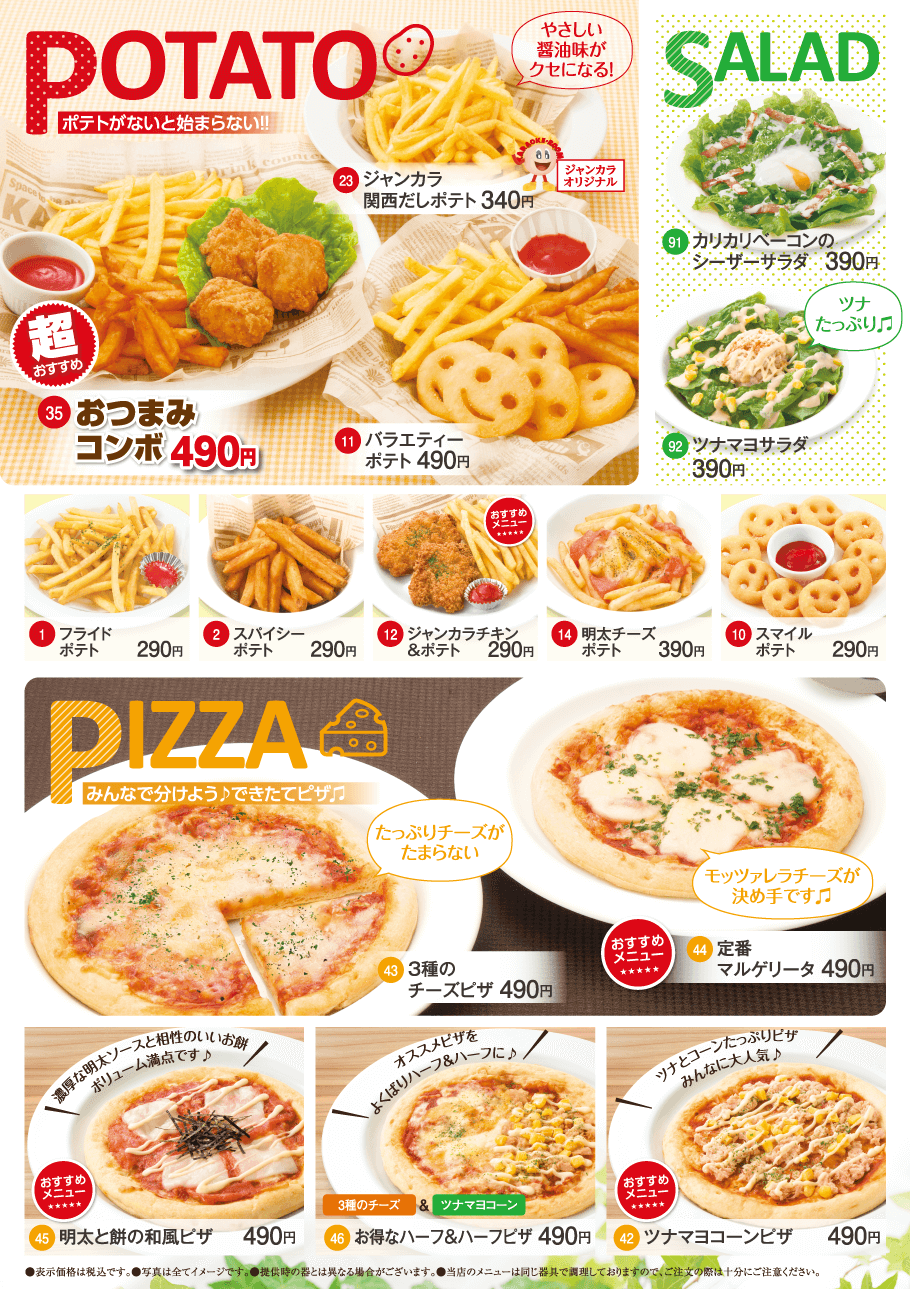 POTATO
ポテトがないと始まらない!!
やさしい
醤油味が
クセになる!
KARAOKE・ROOM
ジャンカラ
オリジナル
23 ジャンカラ
関西だしポテト 340円
超
おすすめ
35 おつまみ
コンボ 490円
11 バラエティー
ポテト 490円
SALAD
91 カリカリベーコンの
シーザーサラダ 390円
ツナ
たっぷり♫
92 ツナマヨサラダ
390円
1 フライド
ポテト 290円
2 スパイシー
ポテト 290円
おすすめ
メニュー
★★★★★
12 ジャンカラチキン
&ポテト 290円
14 明太チーズ
ポテト 390円
10 スマイル
ポテト 290円
PIZZA
みんなで分けよう♪できたてピザ♫
たっぷりチーズが
たまらない
43 3種の
チーズピザ 490円
モッツァレラチーズが
決め手です♫
おすすめ
メニュー
★★★★★
44 定番
マルゲリータ 490円
濃厚な明太ソースと相性のいいお餅
ボリューム満点です♪
おすすめ
メニュー
★★★★★
45 明太と餅の和風ピザ 490円
オススメピザを
よくばりハーフ&ハーフに♪
3種のチーズ & ツナマヨコーン
46 お得なハーフ&ハーフピザ 490円
ツナとコーンたっぷりピザ
みんなに大人気♪
おすすめ
メニュー
★★★★★
42 ツナマヨコーンピザ 490円
●表示価格は税込です。●写真は全てイメージです。●提供時の器とは異なる場合がございます。●当店のメニューは同じ器具で調理しておりますので、ご注文の際は十分にご注意ください。